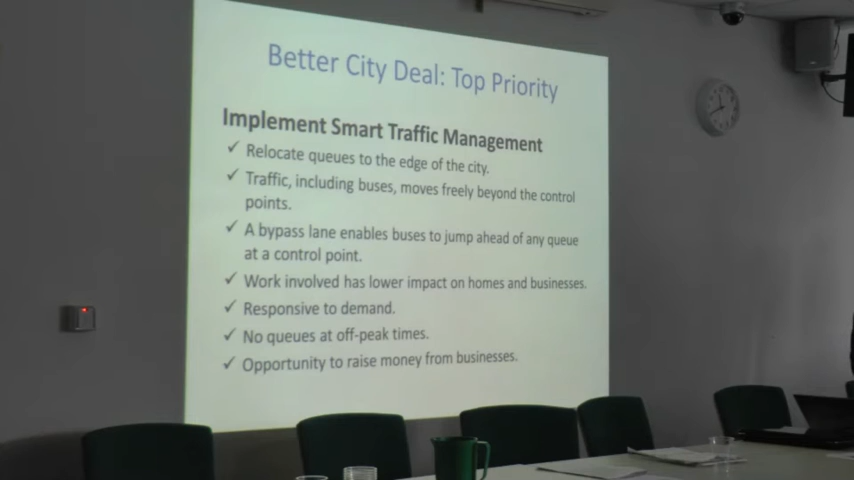 Better City Deal: Top Priority
Implement Smart Traffic Management
✓ Relocate queues to the edge of the city.
✓ Traffic, including buses, moves freely beyond the control
points.
✓ A bypass lane enables buses to jump ahead of any queue
at a control point.
✓ Work involved has lower impact on homes and businesses.
✓ Responsive to demand.
✓ No queues at off-peak times.
✓ Opportunity to raise money from businesses.